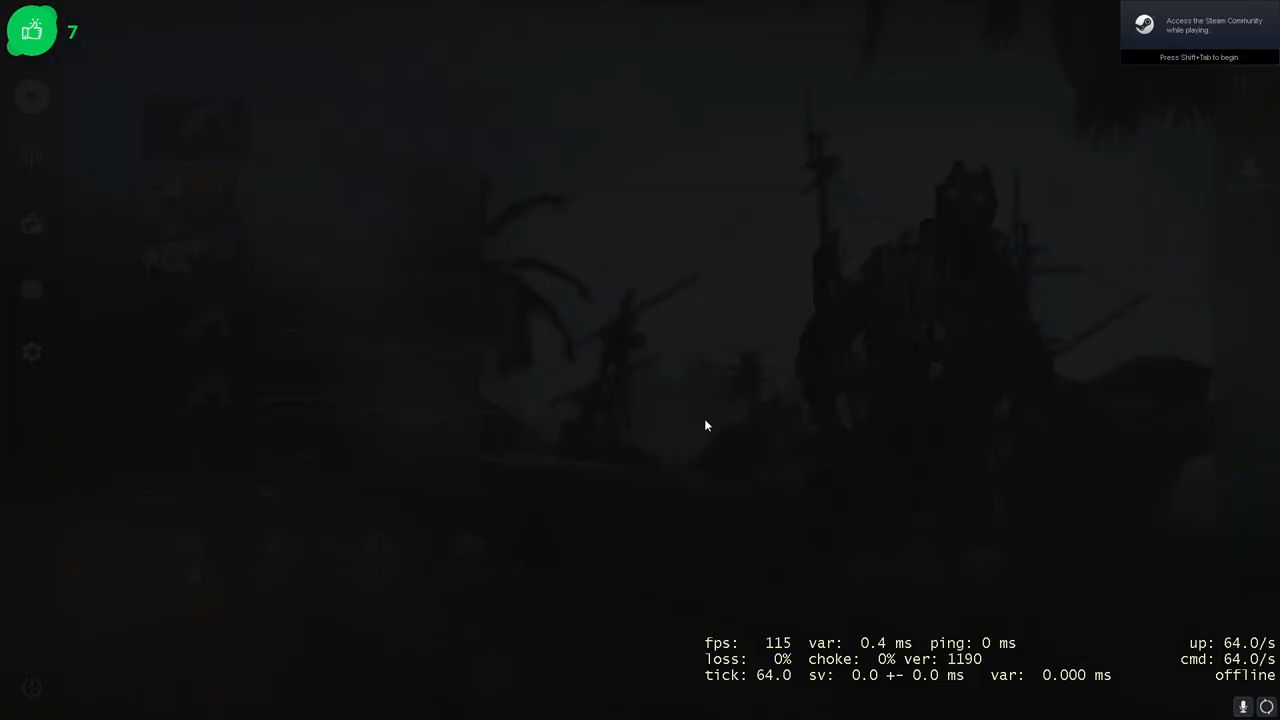 7
Access the Steam Community
while playing.
Press Shift+Tab to begin
fps: 115 var: 0.4 ms ping: 0 ms up: 64.0/s
loss: 0% choke: 0% ver: 1190 cmd: 64.0/s
tick: 64.0 sv: 0.0 +- 0.0 ms var: 0.000 ms offline